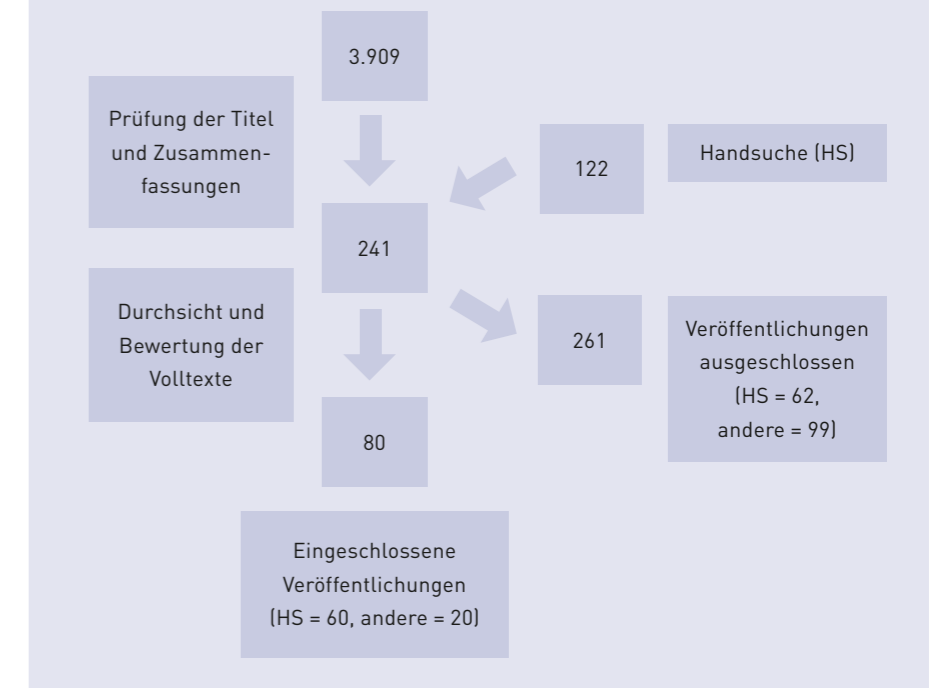 3.909
Prüfung der Titel
und Zusammen-
fassungen
122
Handsuche (HS)
241
Durchsicht und
Bewertung der
Volltexte
261
Veröffentlichungen
ausgeschlossen
(HS = 62,
andere = 99)
80
Eingeschlossene
Veröffentlichungen
(HS = 60, andere = 20)